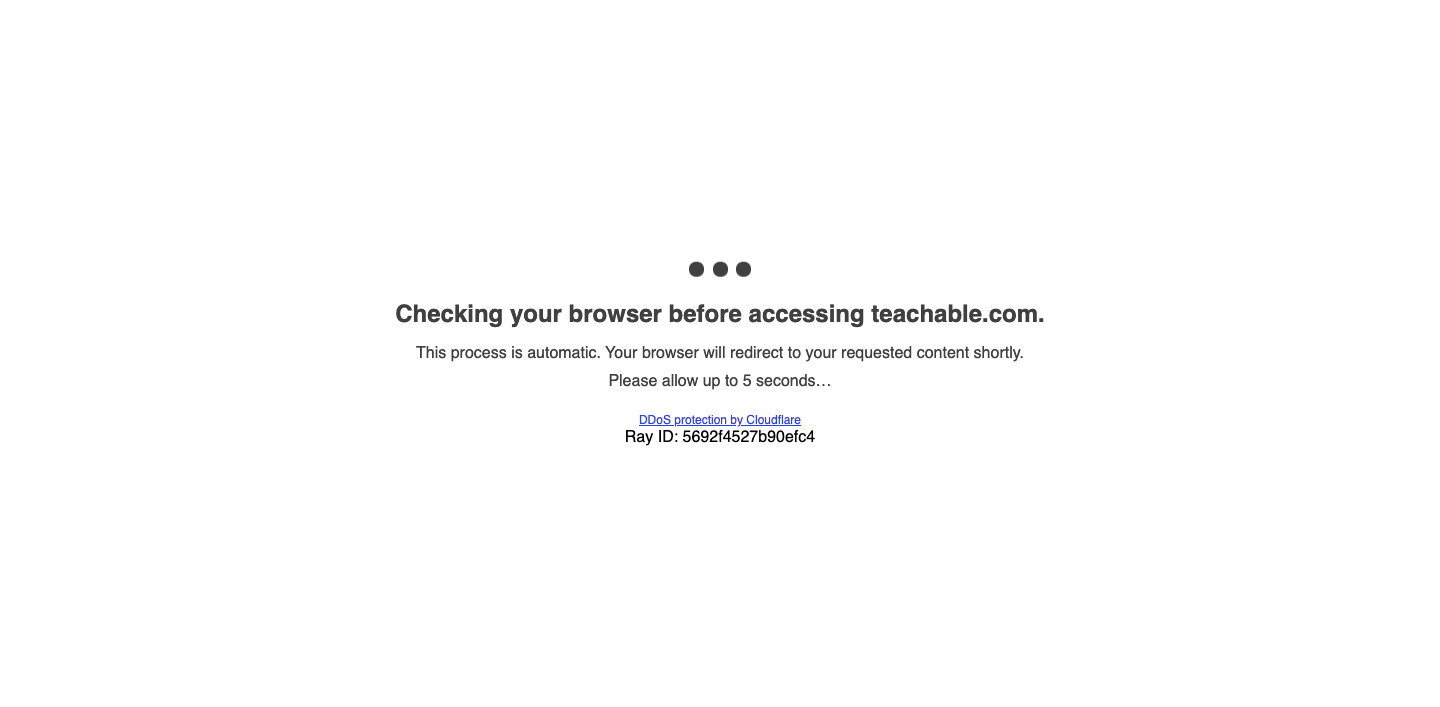 Checking your browser before accessing teachable.com.
This process is automatic. Your browser will redirect to your requested content shortly.
Please allow up to 5 seconds…
DDoS protection by Cloudflare
Ray ID: 5692f4527b90efc4